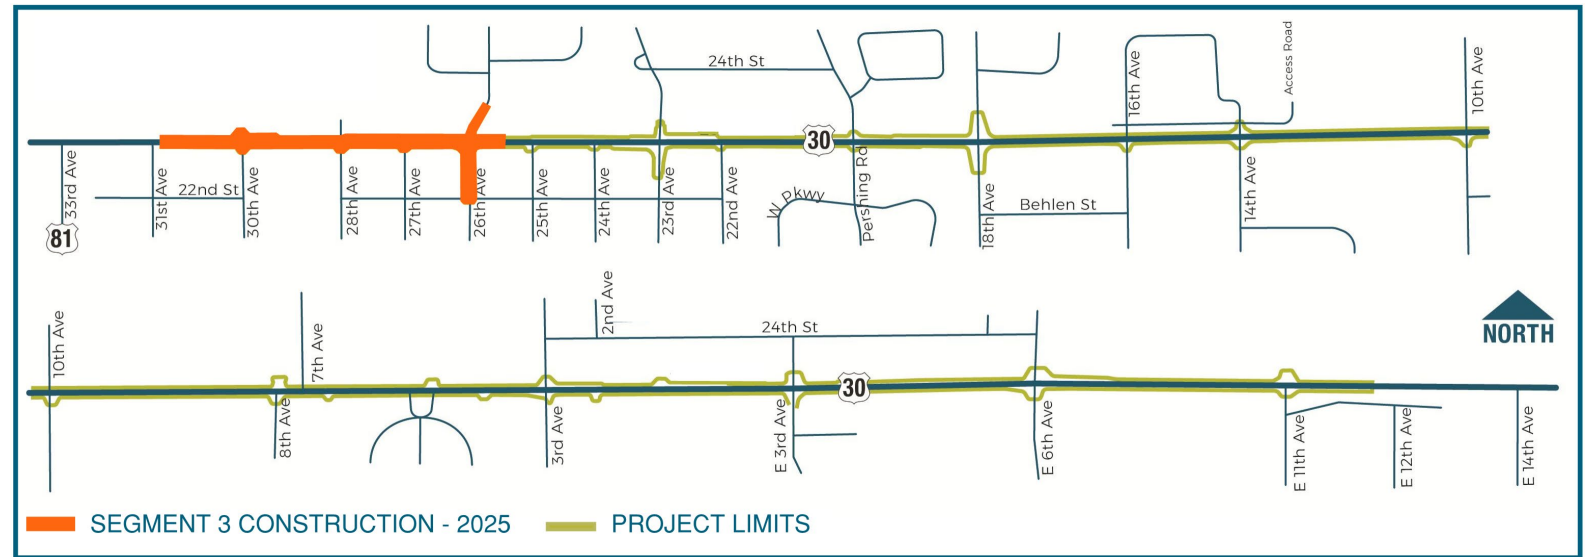 24th St
Access Road
16th Ave
10th Ave
30
33rd Ave
81
31st Ave
22nd St
30th Ave
28th Ave
27th Ave
26th Ave
25th Ave
24th Ave
23rd Ave
22nd Ave
W Pkwy
Pershing Rd
18th Ave
Behlen St
14th Ave
10th Ave
7th Ave
8th Ave
2nd Ave
24th St
3rd Ave
E 3rd Ave
30
E 6th Ave
E 11th Ave
E 12th Ave
E 14th Ave
NORTH
SEGMENT 3 CONSTRUCTION - 2025
PROJECT LIMITS